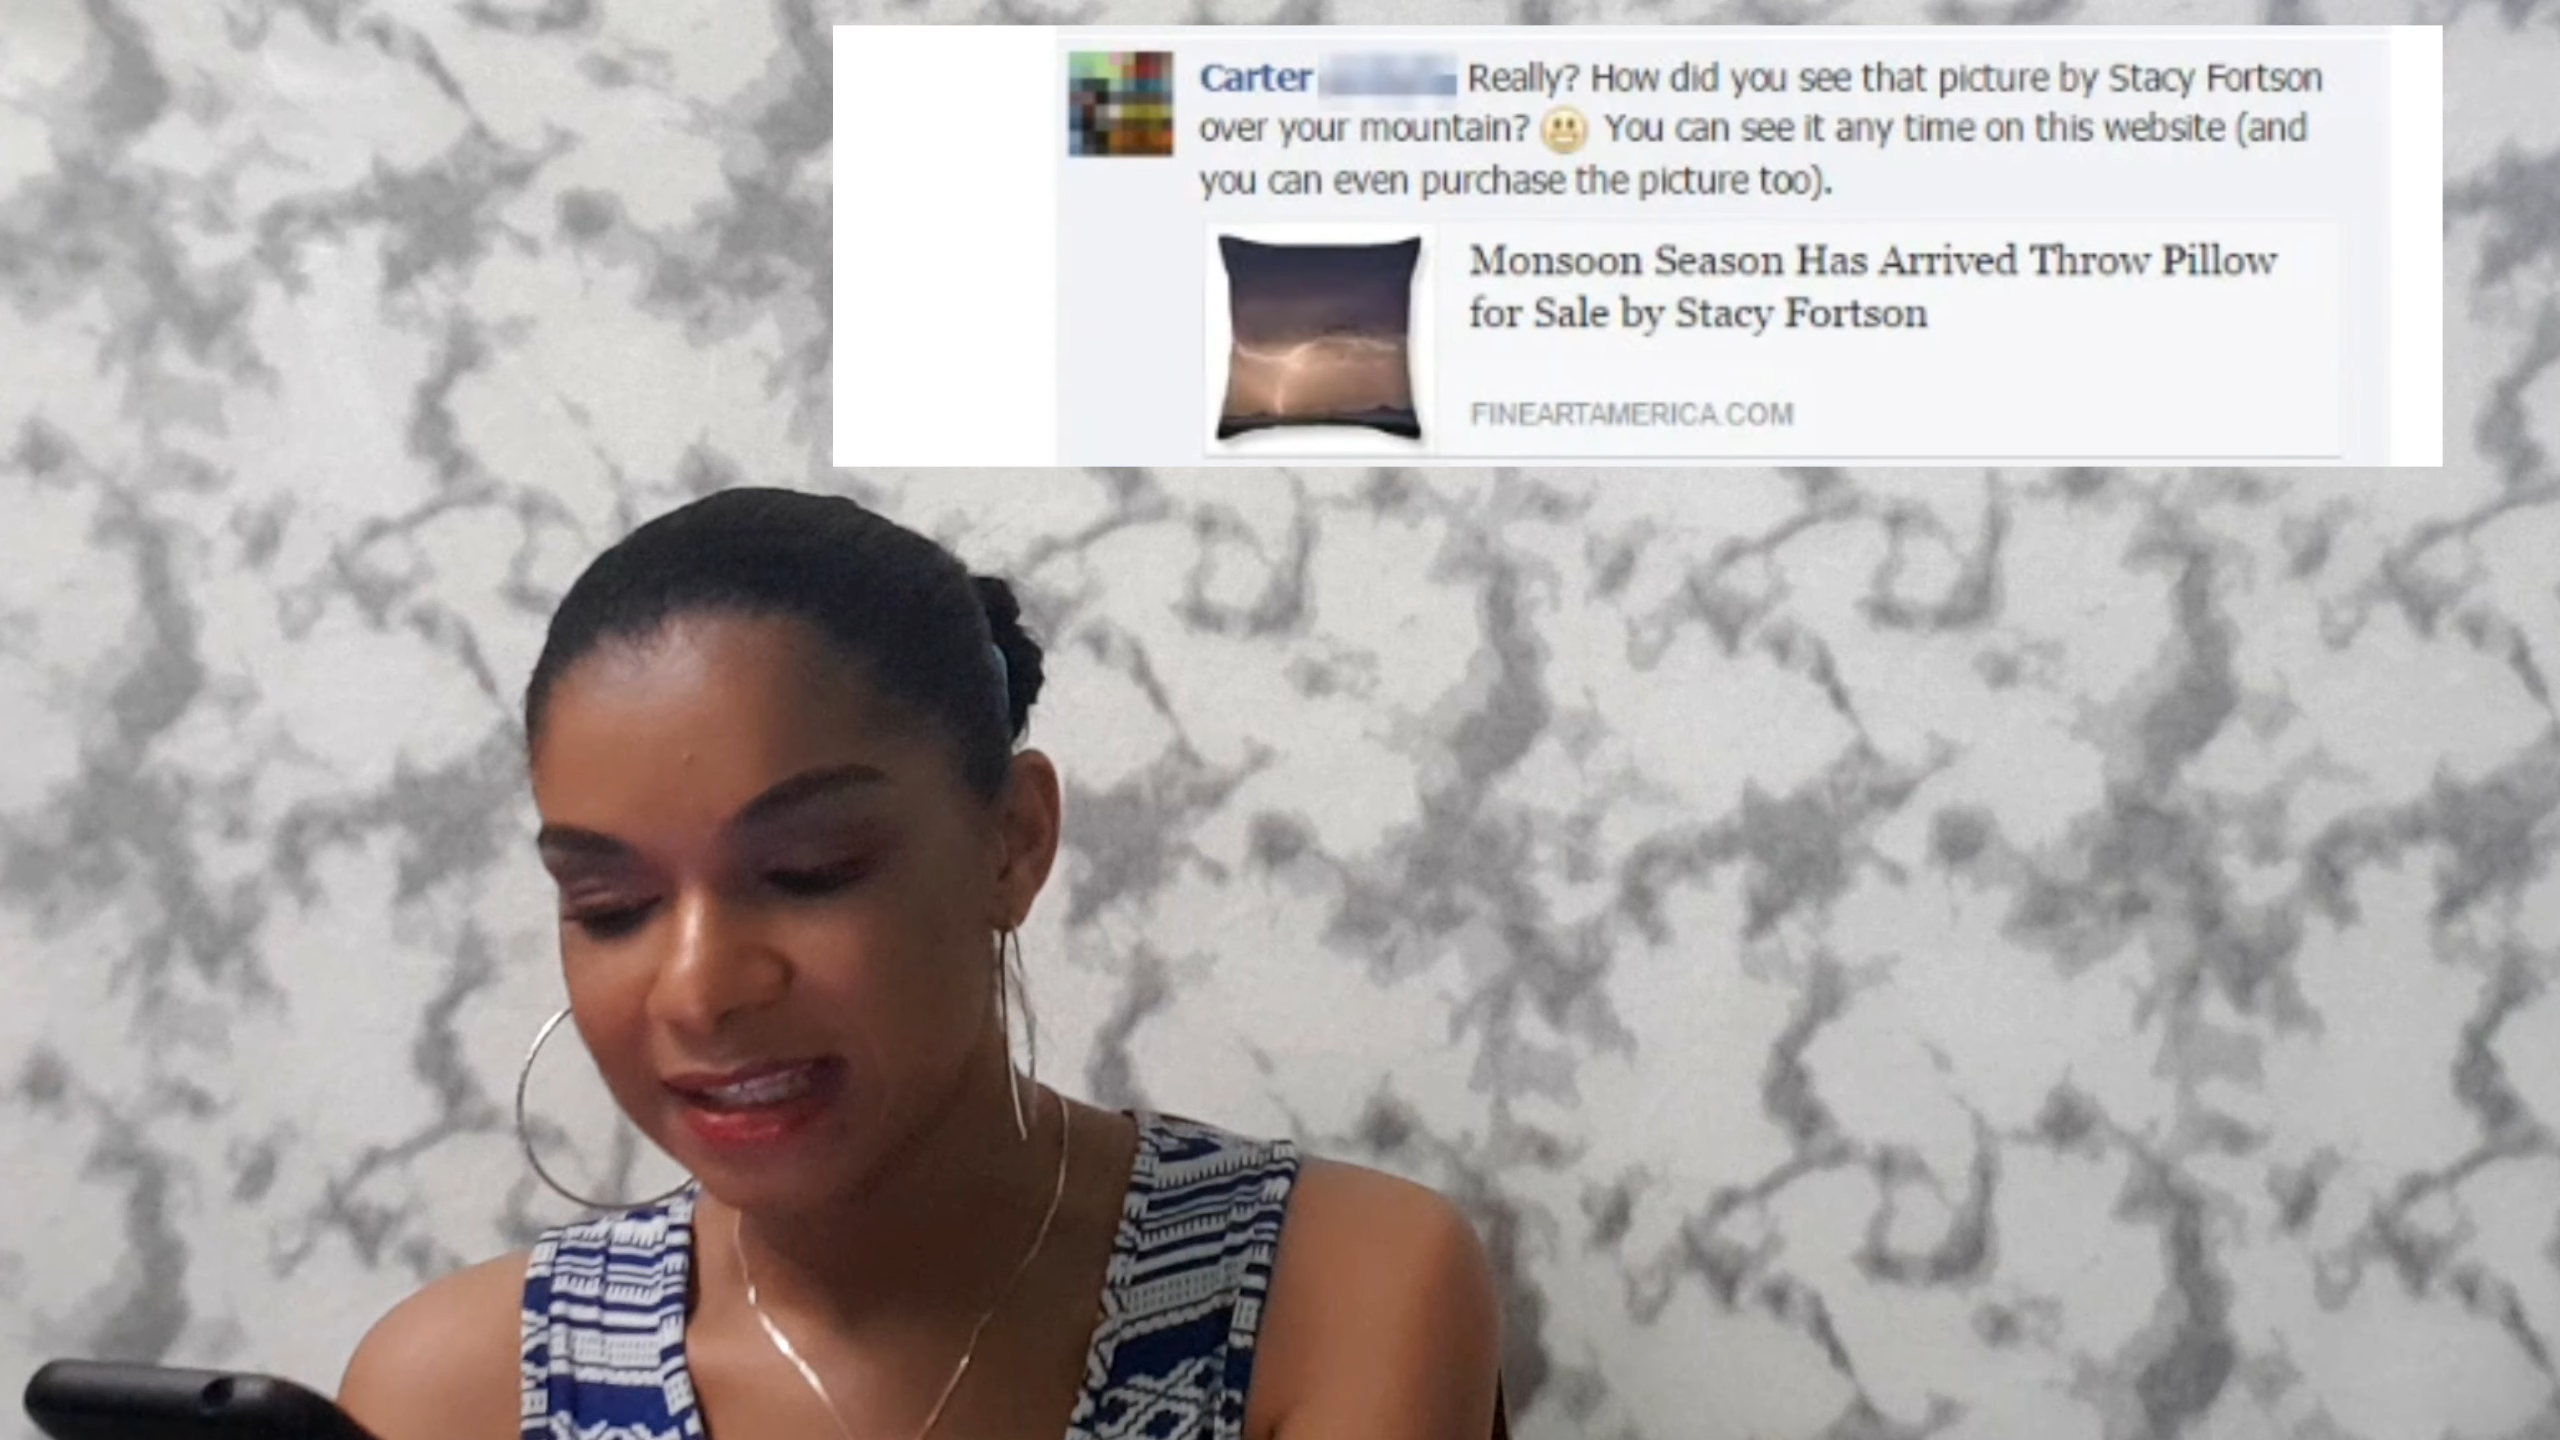 Carter Really? How did you see that picture by Stacy Fortson
over your mountain? You can see it any time on this website (and
you can even purchase the picture too).
Monsoon Season Has Arrived Throw Pillow
for Sale by Stacy Fortson
FINEARTAMERICA.COM